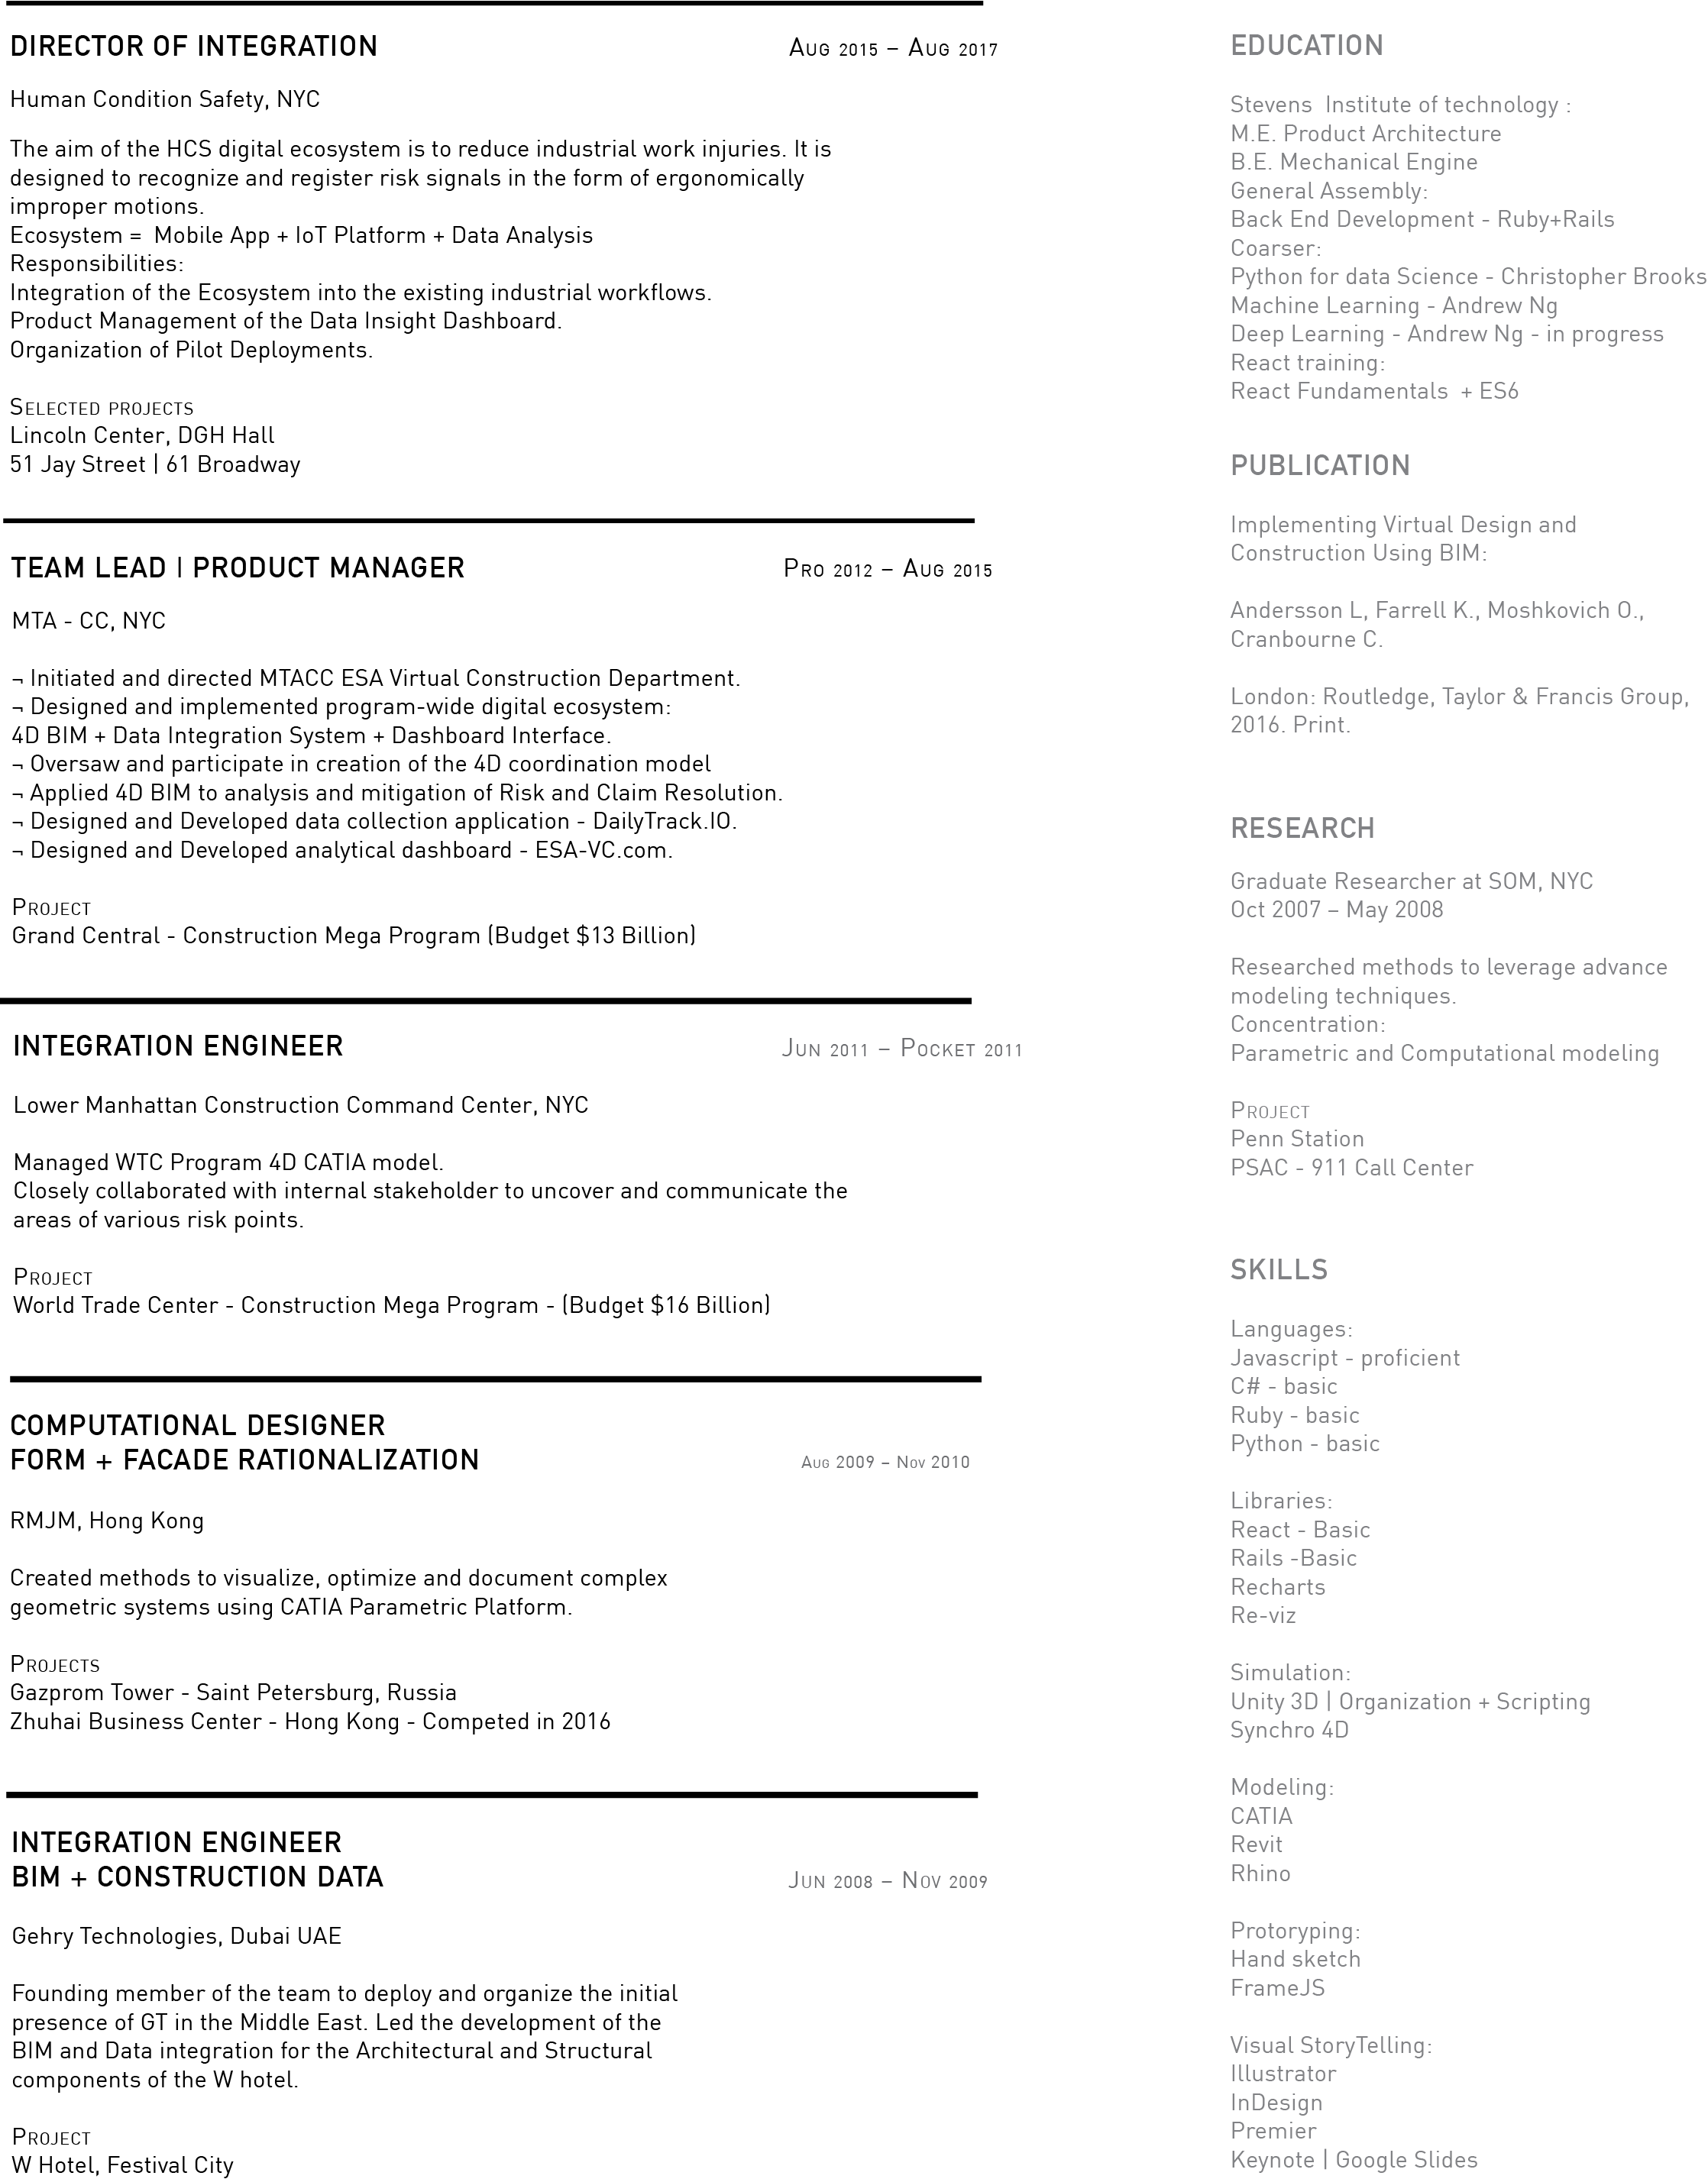 DIRECTOR OF INTEGRATION
Aug 2015 – Aug 2017
Human Condition Safety, NYC
The aim of the HCS digital ecosystem is to reduce industrial work injuries. It is
designed to recognize and register risk signals in the form of ergonomically
improper motions.
Ecosystem =  Mobile App + IoT Platform + Data Analysis
Responsibilities:
Integration of the Ecosystem into the existing industrial workflows.
Product Management of the Data Insight Dashboard.
Organization of Pilot Deployments.
Selected projects
Lincoln Center, DGH Hall
51 Jay Street | 61 Broadway
TEAM LEAD | PRODUCT MANAGER
Pro 2012 – Aug 2015
MTA - CC, NYC
¬ Initiated and directed MTACC ESA Virtual Construction Department.
¬ Designed and implemented program-wide digital ecosystem:
4D BIM + Data Integration System + Dashboard Interface.
¬ Oversaw and participate in creation of the 4D coordination model
¬ Applied 4D BIM to analysis and mitigation of Risk and Claim Resolution.
¬ Designed and Developed data collection application - DailyTrack.IO.
¬ Designed and Developed analytical dashboard - ESA-VC.com.
Project
Grand Central - Construction Mega Program (Budget $13 Billion)
INTEGRATION ENGINEER
Jun 2011 – Pocket 2011
Lower Manhattan Construction Command Center, NYC
Managed WTC Program 4D CATIA model.
Closely collaborated with internal stakeholder to uncover and communicate the
areas of various risk points.
Project
World Trade Center - Construction Mega Program - (Budget $16 Billion)
COMPUTATIONAL DESIGNER
FORM + FACADE RATIONALIZATION
Aug 2009 – Nov 2010
RMJM, Hong Kong
Created methods to visualize, optimize and document complex
geometric systems using CATIA Parametric Platform.
Projects
Gazprom Tower - Saint Petersburg, Russia
Zhuhai Business Center - Hong Kong - Competed in 2016
INTEGRATION ENGINEER
BIM + CONSTRUCTION DATA
Jun 2008 – Nov 2009
Gehry Technologies, Dubai UAE
Founding member of the team to deploy and organize the initial
presence of GT in the Middle East. Led the development of the
BIM and Data integration for the Architectural and Structural
components of the W hotel.
Project
W Hotel, Festival City
EDUCATION
Stevens  Institute of technology :
M.E. Product Architecture
B.E. Mechanical Engine
General Assembly:
Back End Development - Ruby+Rails
Coarser:
Python for data Science - Christopher Brooks
Machine Learning - Andrew Ng
Deep Learning - Andrew Ng - in progress
React training:
React Fundamentals  + ES6
PUBLICATION
Implementing Virtual Design and
Construction Using BIM:
Andersson L, Farrell K., Moshkovich O.,
Cranbourne C.
London: Routledge, Taylor & Francis Group,
2016. Print.
RESEARCH
Graduate Researcher at SOM, NYC
Oct 2007 – May 2008
Researched methods to leverage advance
modeling techniques.
Concentration:
Parametric and Computational modeling
Project
Penn Station
PSAC - 911 Call Center
SKILLS
Languages:
Javascript - proficient
C# - basic
Ruby - basic
Python - basic
Libraries:
React - Basic
Rails -Basic
Recharts
Re-viz
Simulation:
Unity 3D | Organization + Scripting
Synchro 4D
Modeling:
CATIA
Revit
Rhino
Protoryping:
Hand sketch
FrameJS
Visual StoryTelling:
Illustrator
InDesign
Premier
Keynote | Google Slides